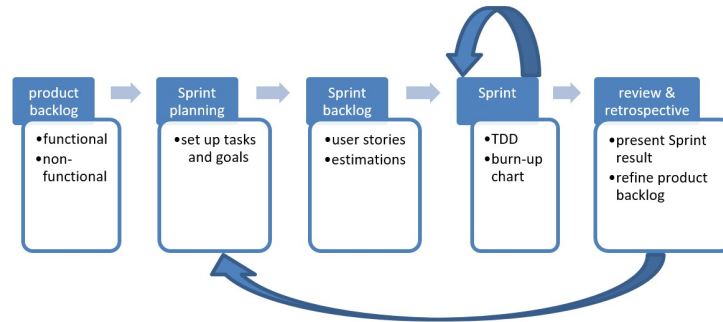 product
backlog
•functional
•non-
functional
Sprint
planning
•set up tasks
and goals
Sprint
backlog
•user stories
•estimations
Sprint
•TDD
•burn-up
chart
review &
retrospective
•present Sprint
result
•refine product
backlog